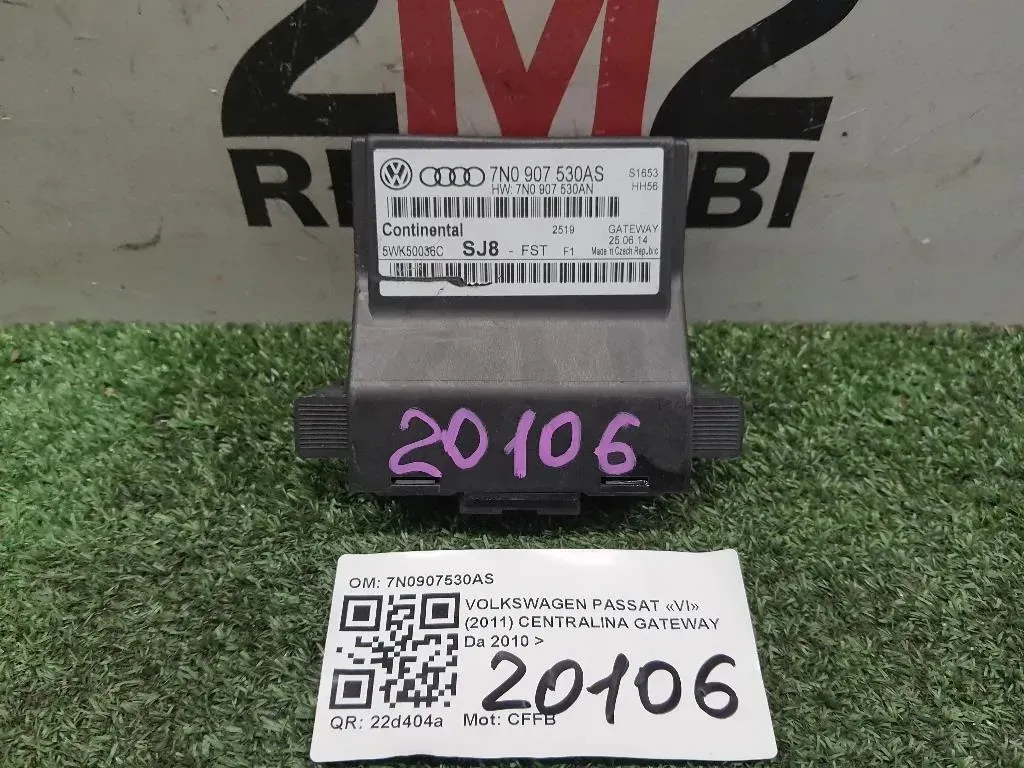 2M2
RICAMBI
7N0 907 530AS
S1653
HW: 7N0 907 530AN
HH56
Continental
2519
GATEWAY
25.06.14
5WK50036C
SJ8 - FST F1
Made in Czech Republic
20106
OM: 7N0907530AS
VOLKSWAGEN PASSAT «VI»
(2011) CENTRALINA GATEWAY
Da 2010 >
20106
QR: 22d404a
Mot: CFFB